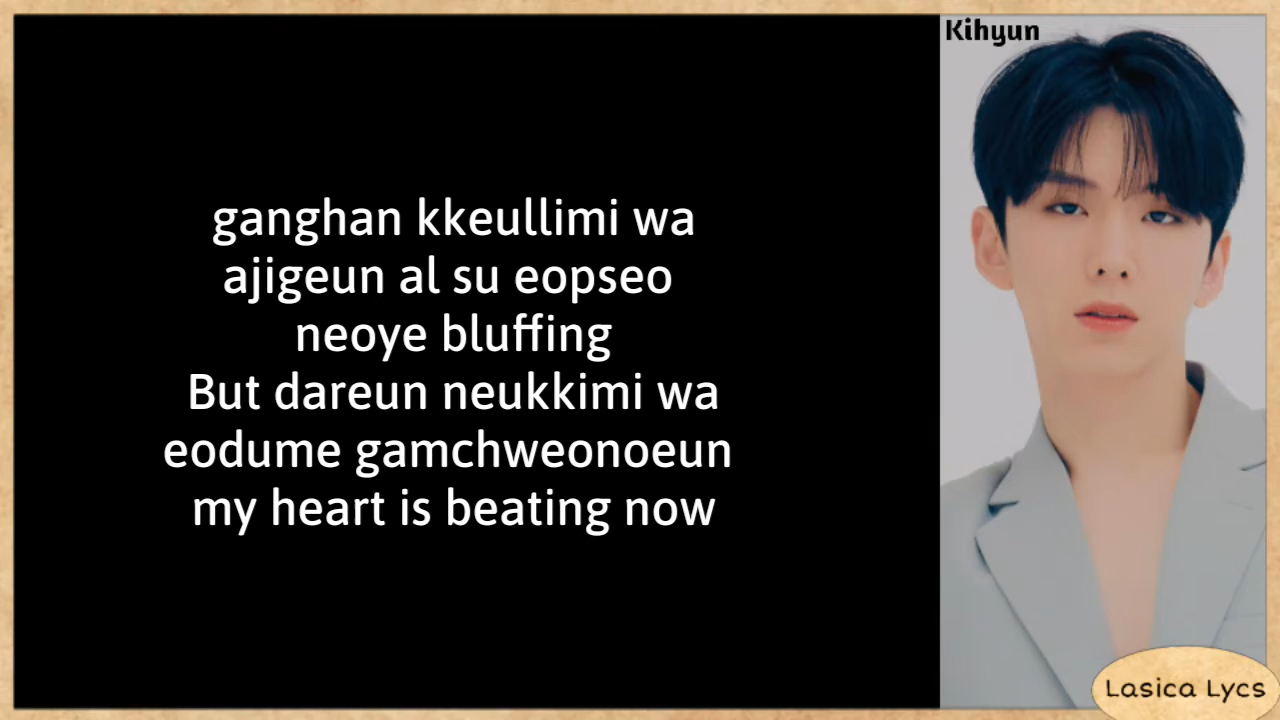 Kihyun
ganghan kkeullimi wa
ajigeun al su eopseo
neoye bluffing
But dareun neukkimi wa
eodume gamchweonoeun
my heart is beating now
Lasica Lycs